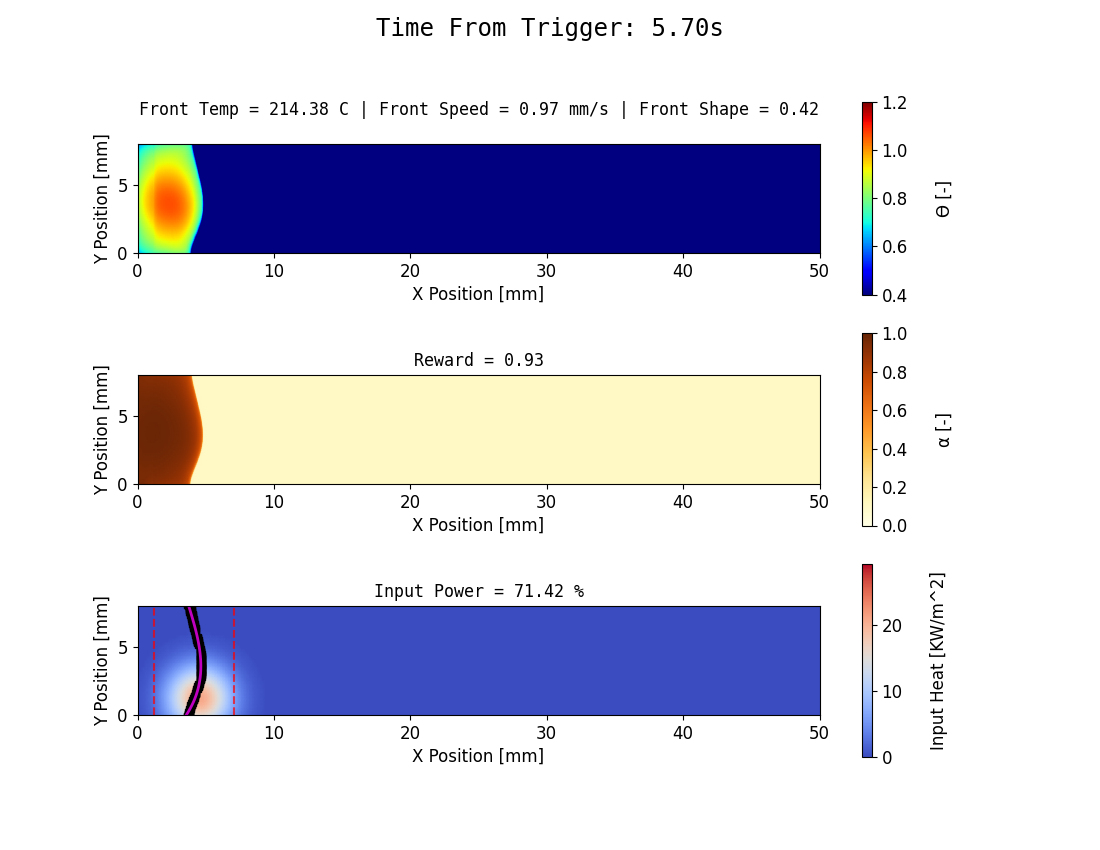 Time From Trigger: 5.70s
Front Temp = 214.38 C | Front Speed = 0.97 mm/s | Front Shape = 0.42
Y Position [mm]
5
0
0 10 20 30 40 50
X Position [mm]
1.2
1.0
0.8
0.6
0.4
Θ [-]
Reward = 0.93
Y Position [mm]
5
0
0 10 20 30 40 50
X Position [mm]
1.0
0.8
0.6
0.4
0.2
0.0
α [-]
Input Power = 71.42 %
Y Position [mm]
5
0
0 10 20 30 40 50
X Position [mm]
20
10
0
Input Heat [KW/m^2]